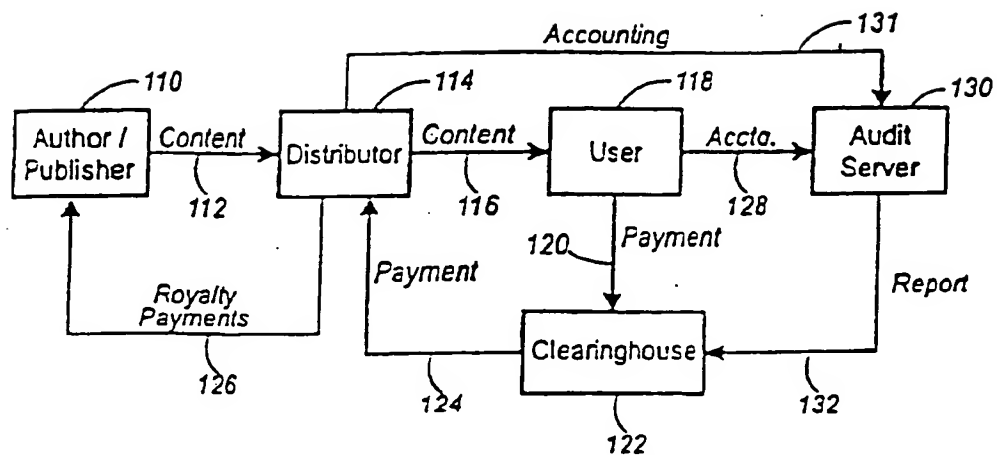 Accounting
131
110
114
118
130
Author /
Publisher
Content
Distributor
Content
User
Accta.
Audit
Server
112
116
128
120
Payment
Payment
Report
Royalty
Payments
Clearinghouse
126
124
132
122